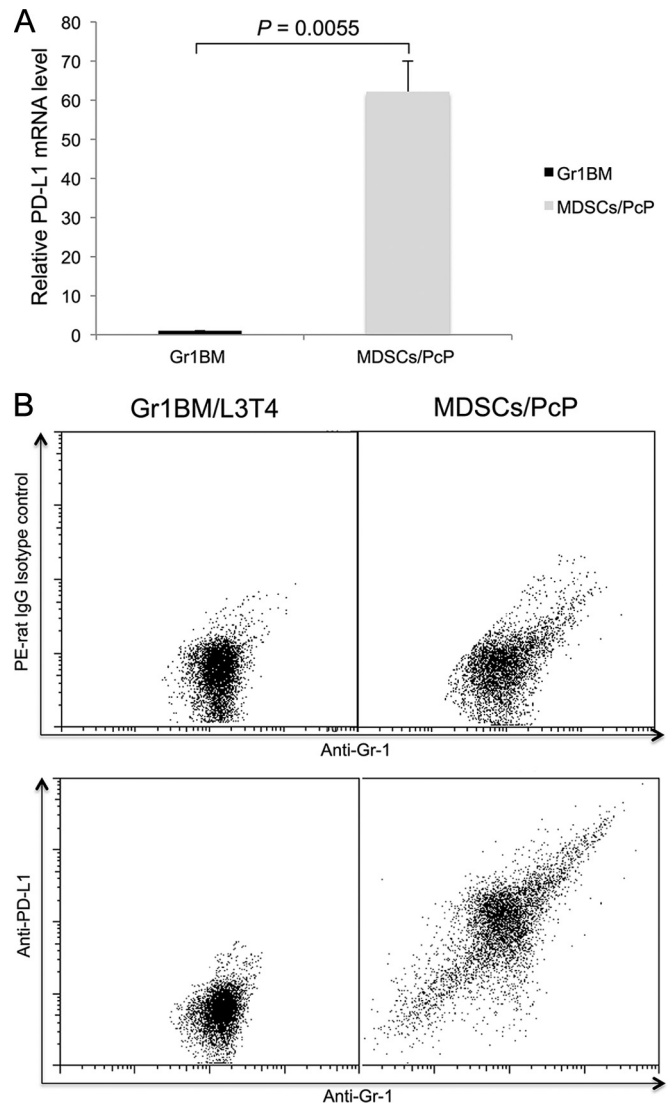 A
P = 0.0055
Relative PD-L1 mRNA level
80
70
60
50
40
30
20
10
0
Gr1BM
MDSCs/PcP
Gr1BM
MDSCs/PcP
B
Gr1BM/L3T4
MDSCs/PcP
PE-rat IgG Isotype control
Anti-Gr-1
Anti-PD-L1
Anti-Gr-1